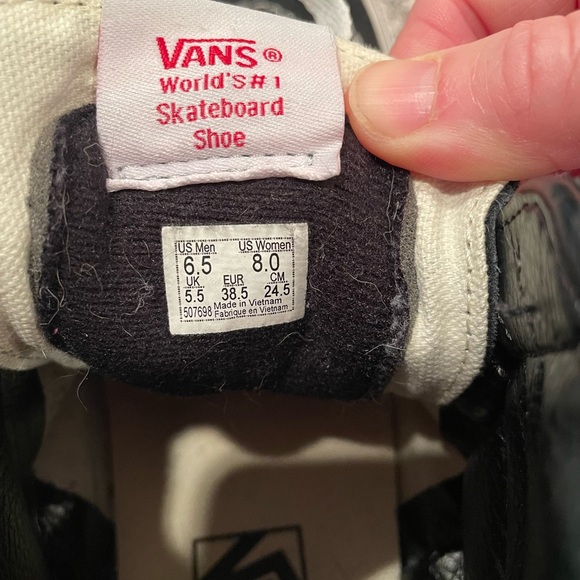 VANS®
World's #1
Skateboard
Shoe
US Men US Women
6.5 8.0
UK EUR CM
5.5 38.5 24.5
507698 Made in Vietnam
Fabrique en Vietnam